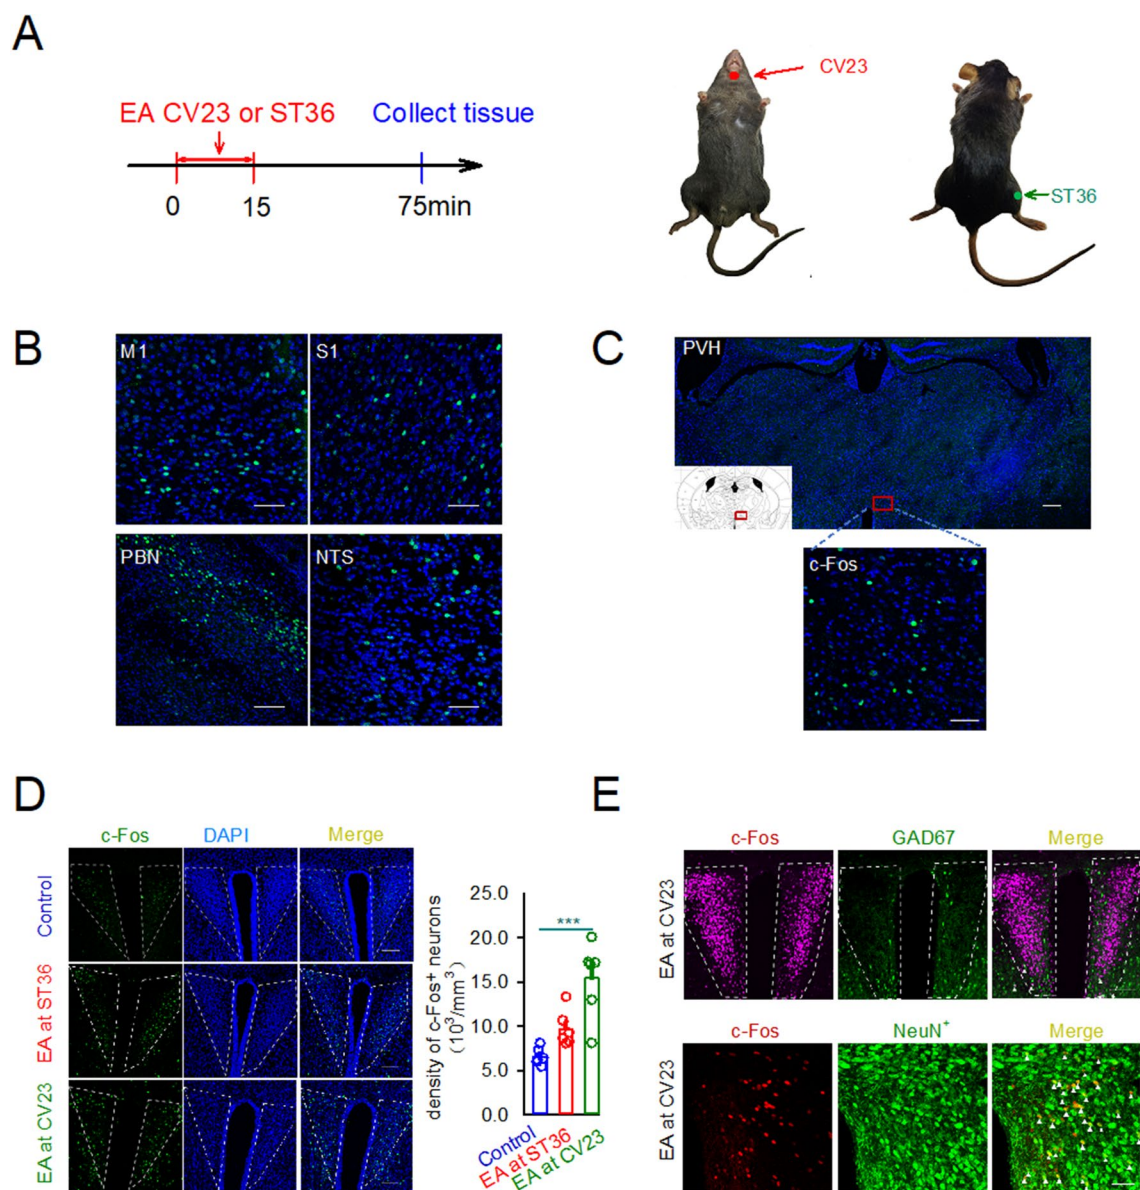 A
EA CV23 or ST36
Collect tissue
0
15
75min
CV23
ST36
B
M1
S1
PBN
NTS
C
PVH
c-Fos
D
c-Fos
DAPI
Merge
Control
EA at ST36
EA at CV23
density of c-Fos⁺ neurons
(10³/mm³)
25.0
20.0
15.0
10.0
5.0
0.0
***
Control
EA at ST36
EA at CV23
E
c-Fos
GAD67
Merge
EA at CV23
c-Fos
NeuN⁺
Merge
EA at CV23